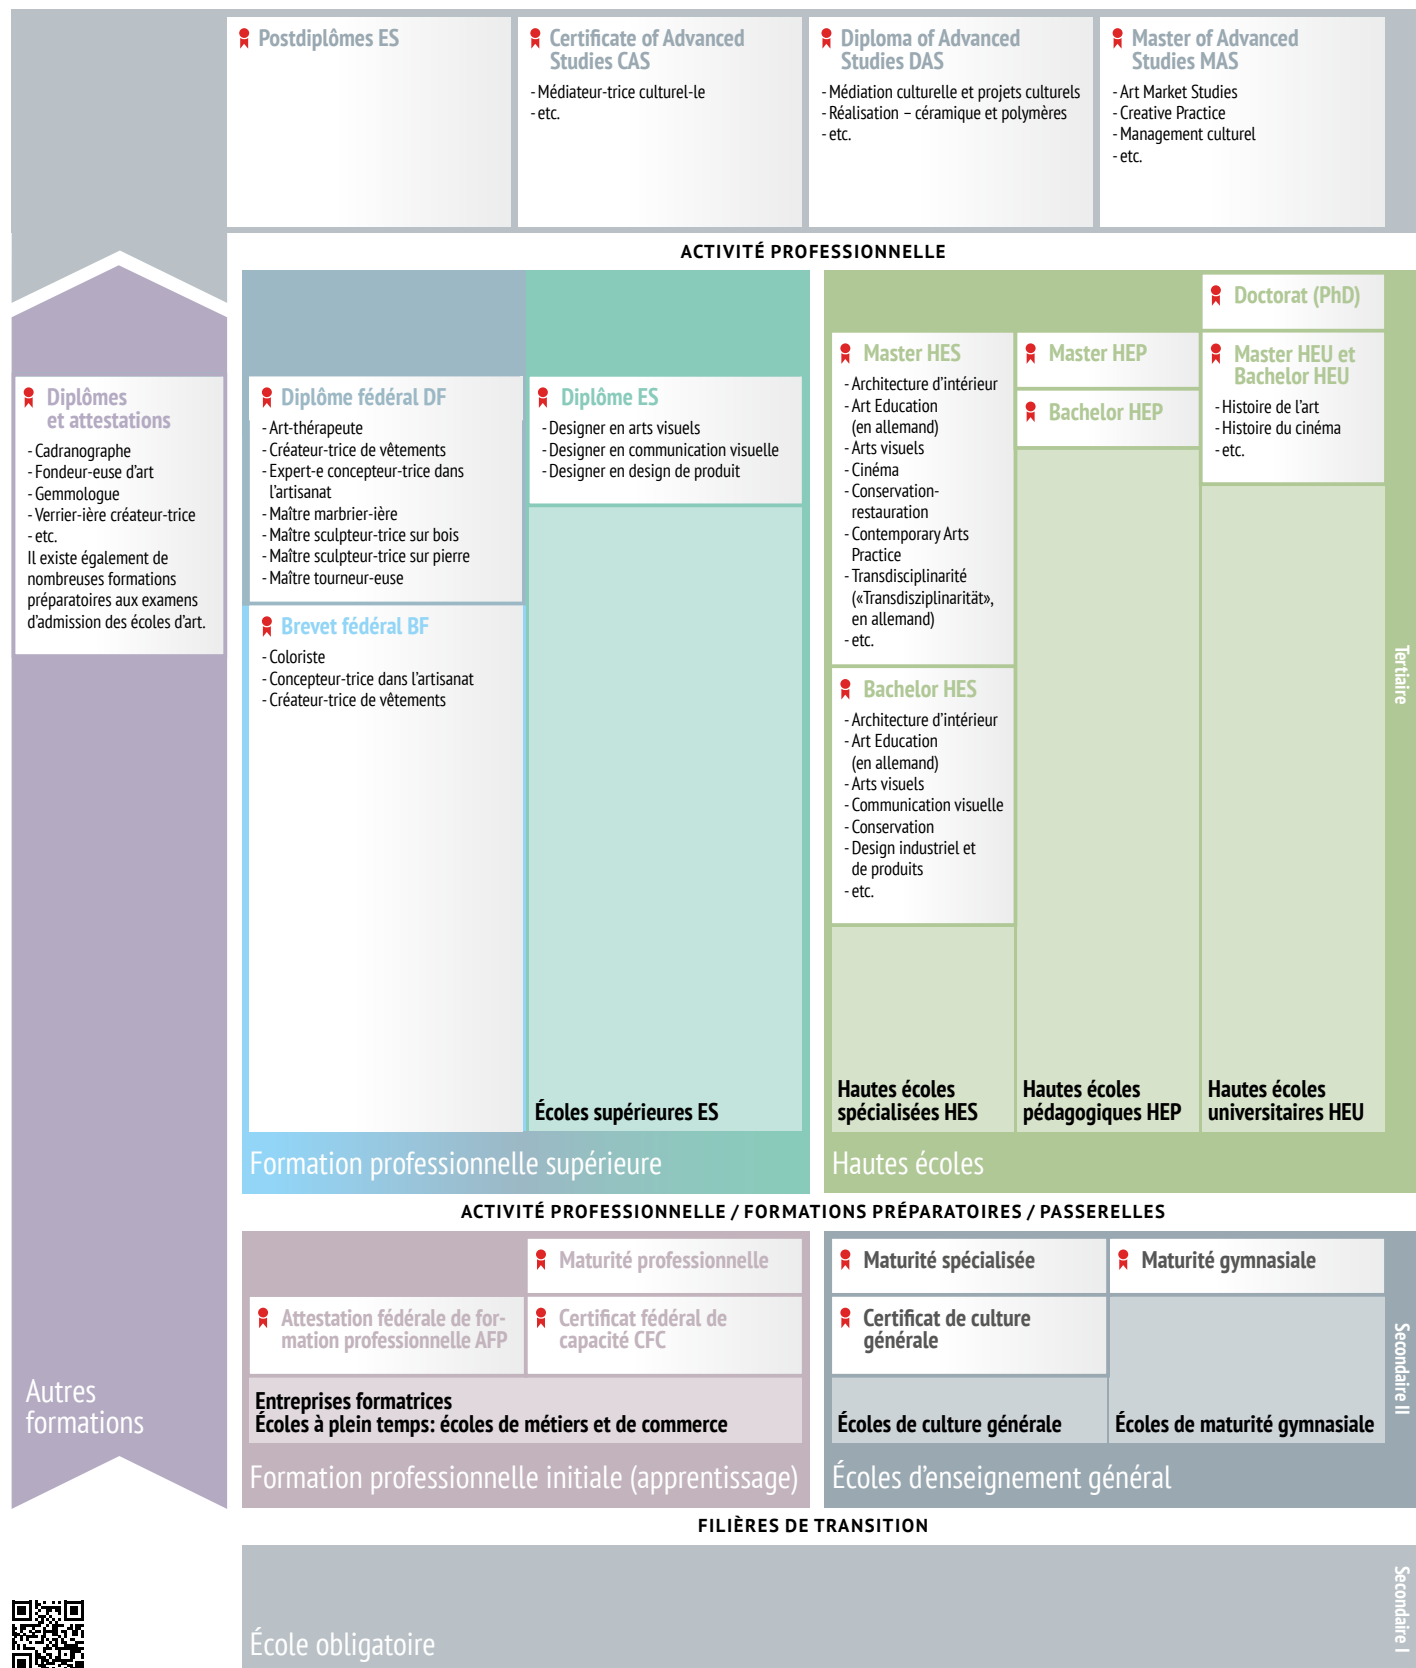 Postdiplômes ES
Certificate of Advanced
Studies CAS
- Médiateur-trice culturel-le
- etc.
Diploma of Advanced
Studies DAS
- Médiation culturelle et projets culturels
- Réalisation – céramique et polymères
- etc.
Master of Advanced
Studies MAS
- Art Market Studies
- Creative Practice
- Management culturel
- etc.
ACTIVITÉ PROFESSIONNELLE
Diplômes
et attestations
- Cadranographe
- Fondeur-euse d’art
- Gemmologue
- Verrier-ière créateur-trice
- etc.
Il existe également de
nombreuses formations
préparatoires aux examens
d’admission des écoles d’art.
Autres
formations
Diplôme fédéral DF
- Art-thérapeute
- Créateur-trice de vêtements
- Expert-e concepteur-trice dans
l’artisanat
- Maître marbrier-ière
- Maître sculpteur-trice sur bois
- Maître sculpteur-trice sur pierre
- Maître tourneur-euse
Brevet fédéral BF
- Coloriste
- Concepteur-trice dans l’artisanat
- Créateur-trice de vêtements
Diplôme ES
- Designer en arts visuels
- Designer en communication visuelle
- Designer en design de produit
Écoles supérieures ES
Formation professionnelle supérieure
Master HES
- Architecture d’intérieur
- Art Education
(en allemand)
- Arts visuels
- Cinéma
- Conservation-
restauration
- Contemporary Arts
Practice
- Transdisciplinarité
(«Transdisziplinarität»,
en allemand)
- etc.
Bachelor HES
- Architecture d’intérieur
- Art Education
(en allemand)
- Arts visuels
- Communication visuelle
- Conservation
- Design industriel et
de produits
- etc.
Hautes écoles
spécialisées HES
Master HEP
Bachelor HEP
Hautes écoles
pédagogiques HEP
Doctorat (PhD)
Master HEU et
Bachelor HEU
- Histoire de l’art
- Histoire du cinéma
- etc.
Hautes écoles
universitaires HEU
Hautes écoles
Tertiaire
ACTIVITÉ PROFESSIONNELLE / FORMATIONS PRÉPARATOIRES / PASSERELLES
Maturité professionnelle
Attestation fédérale de for-
mation professionnelle AFP
Certificat fédéral de
capacité CFC
Entreprises formatrices
Écoles à plein temps: écoles de métiers et de commerce
Formation professionnelle initiale (apprentissage)
Maturité spécialisée
Certificat de culture
générale
Écoles de culture générale
Maturité gymnasiale
Écoles de maturité gymnasiale
Écoles d’enseignement général
Secondaire II
FILIÈRES DE TRANSITION
École obligatoire
Secondaire I